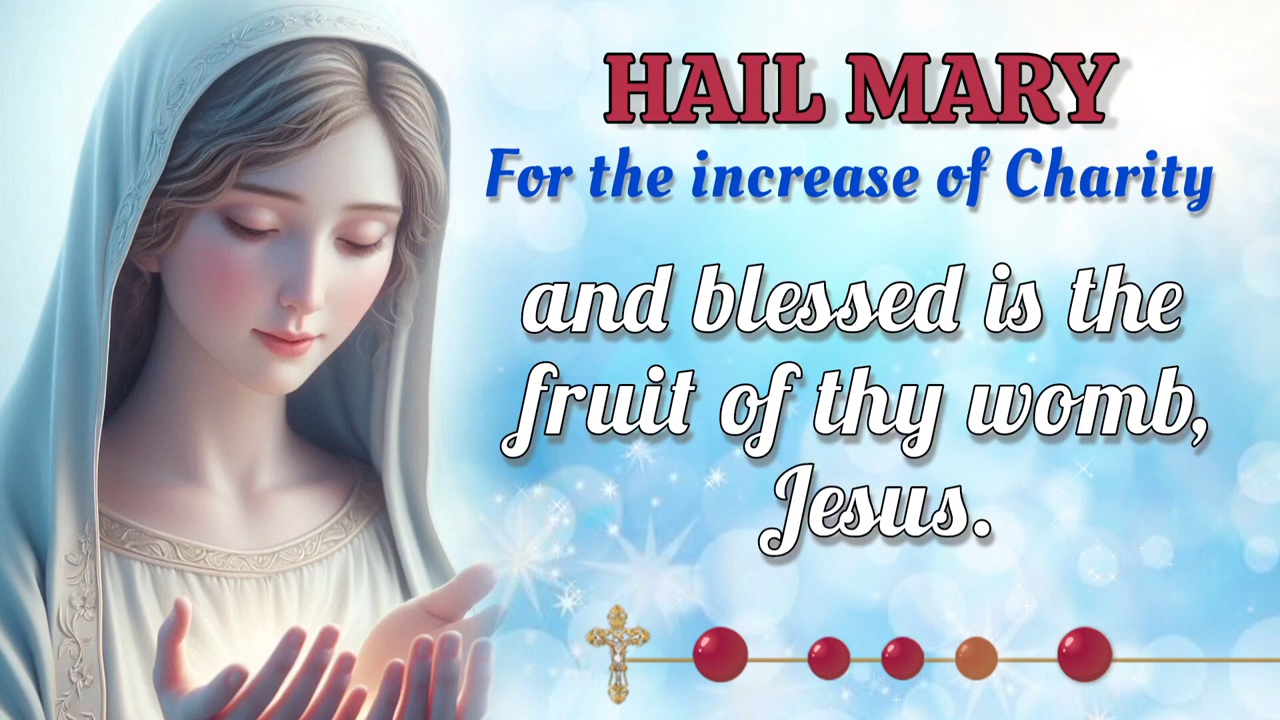 HAIL MARY
For the increase of Charity
and blessed is the
fruit of thy womb,
Jesus.